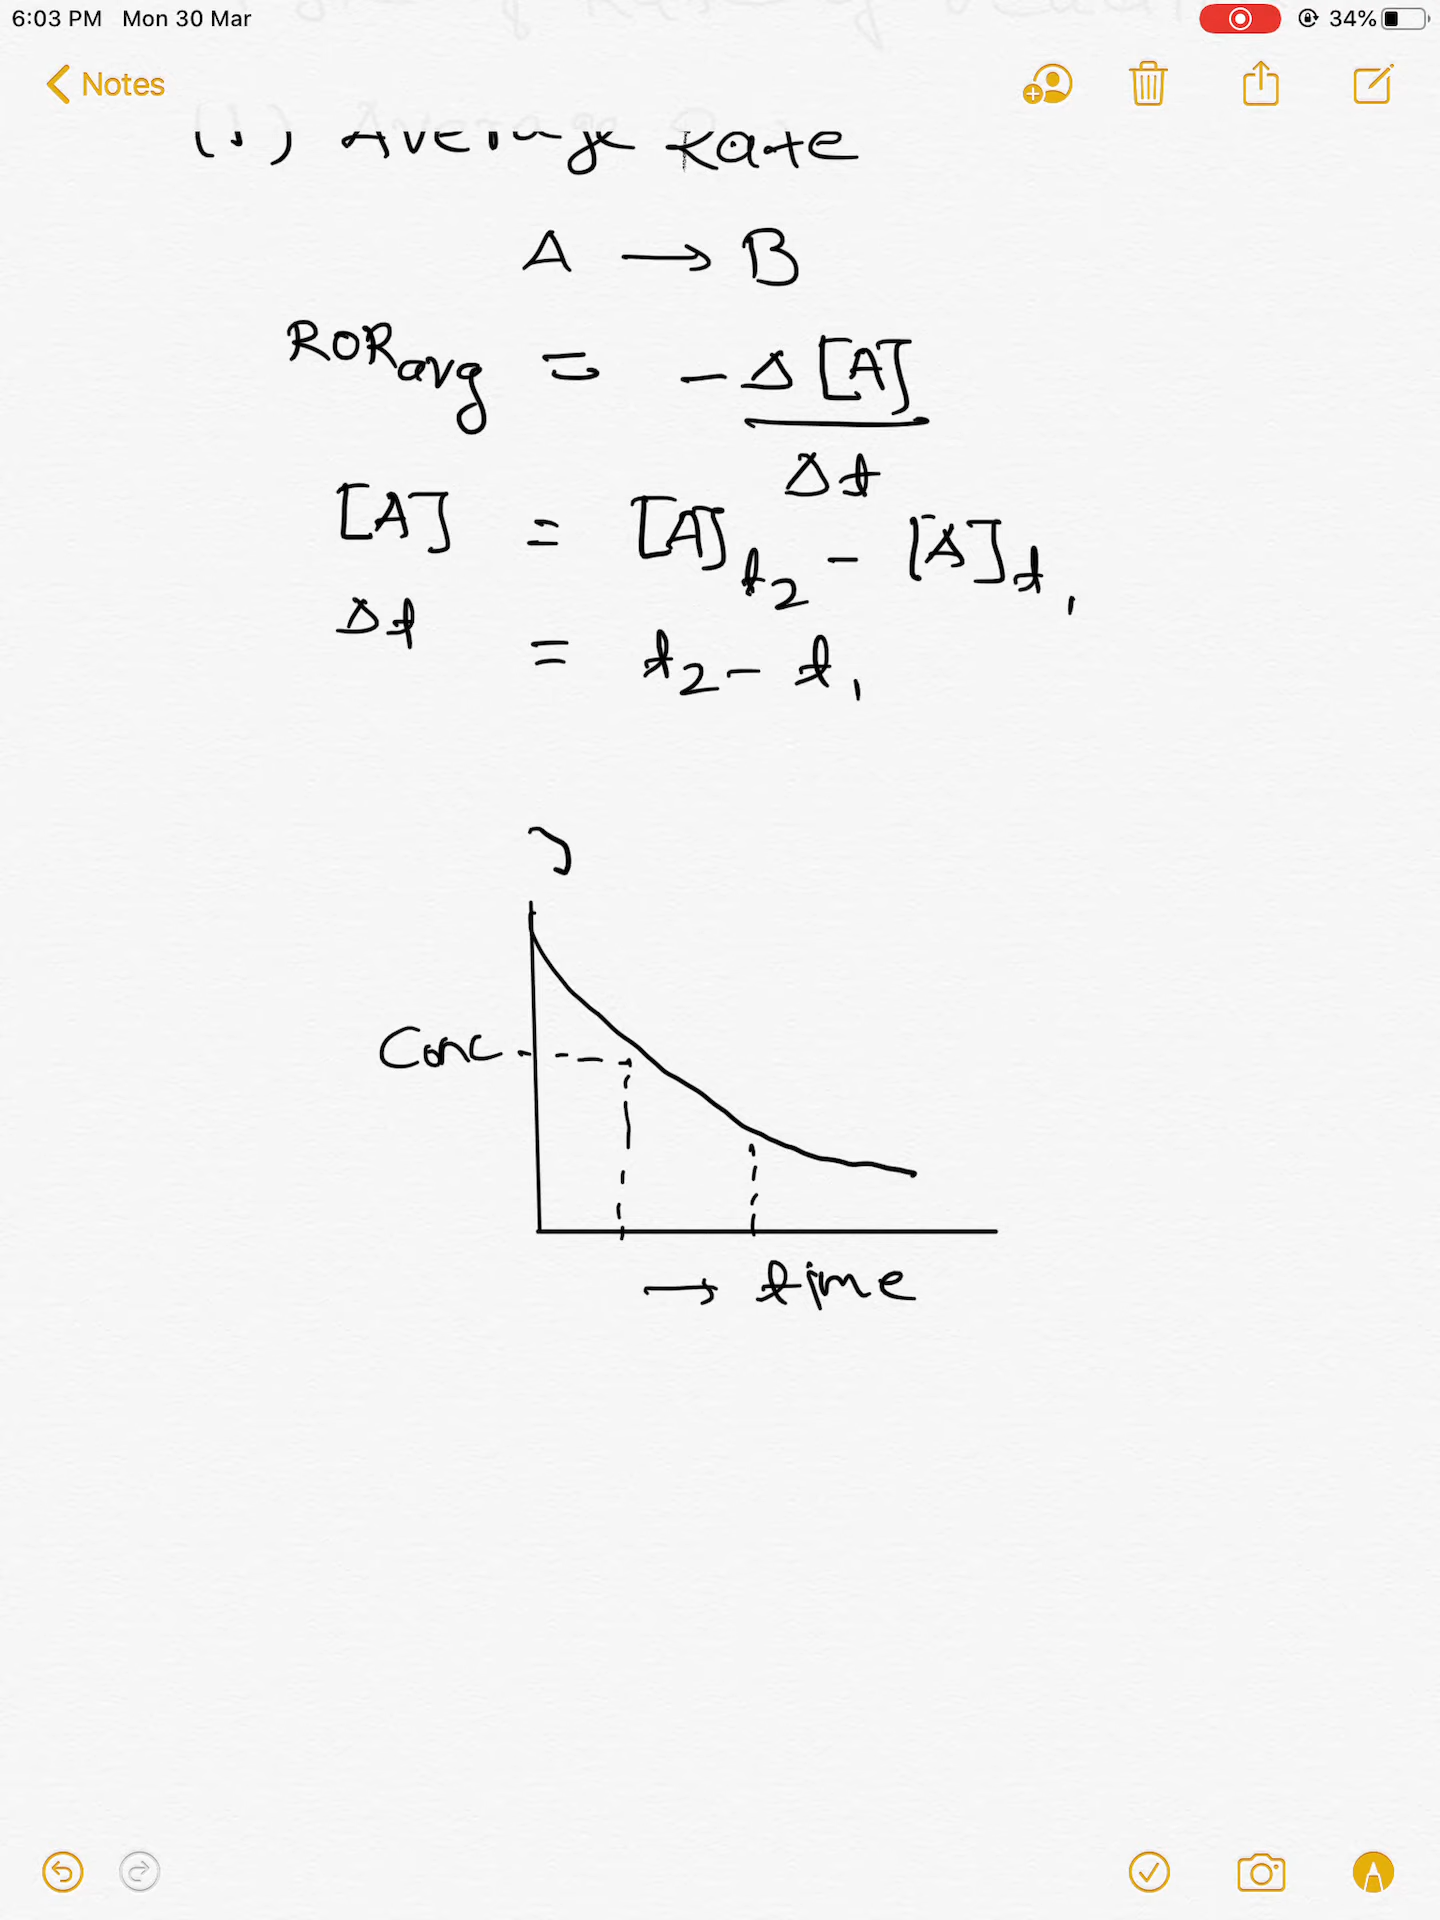 6:03 PM Mon 30 Mar 34%
Notes
(1) Average Rate
A → B
RORavg = -Δ[A]
Δt
[A] = [A]t2 - [A]t1
Δt = t2 - t1
Conc
→ time